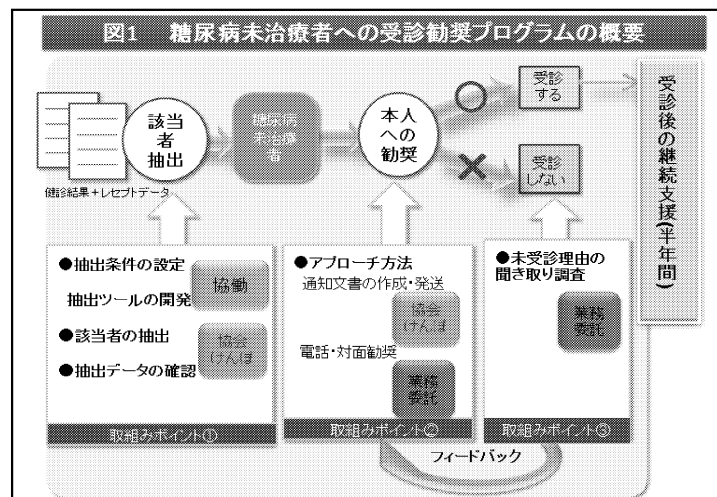 図1　糖尿病未治療者への受診勧奨プログラムの概要
健診結果+レセプトデータ
該当
者
抽出
糖尿病
未治療
者
本人
への
勧奨
受診
する
受診
しない
受診後の継続支援(半年間)
●抽出条件の設定
抽出ツールの開発
協働
●該当者の抽出
●抽出データの確認
協会
けんぽ
取組みポイント①
●アプローチ方法
通知文書の作成・発送
協会
けんぽ
電話・対面勧奨
業務
委託
取組みポイント②
●未受診理由の
聞き取り調査
業務
委託
取組みポイント③
フィードバック